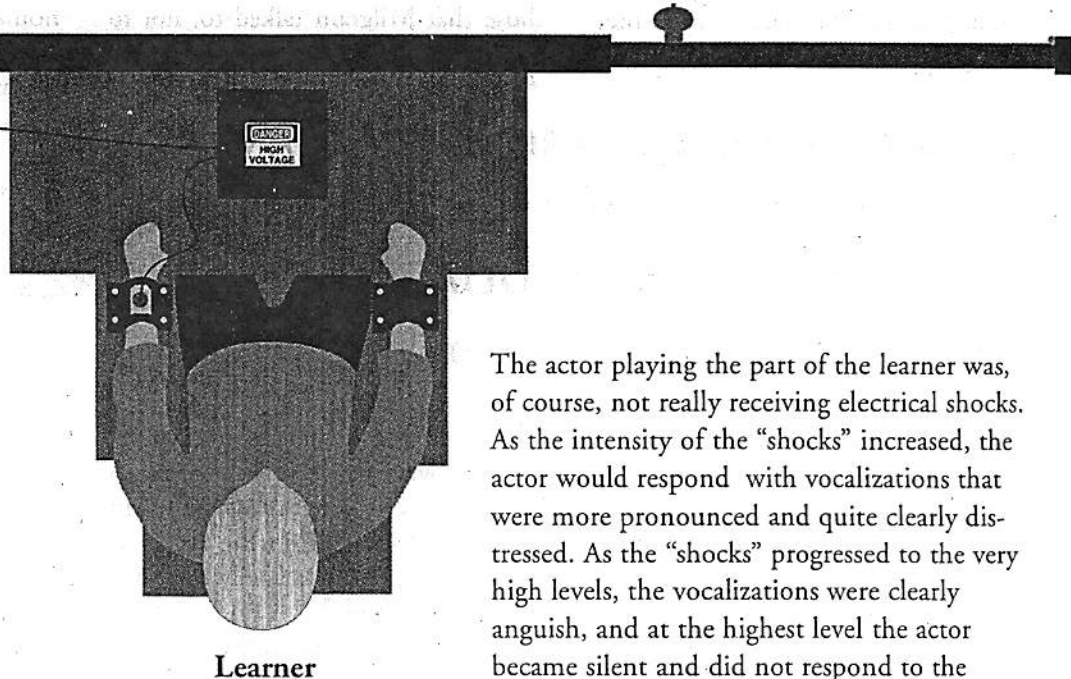 DANGER
HIGH
VOLTAGE
The actor playing the part of the learner was,
of course, not really receiving electrical shocks.
As the intensity of the “shocks” increased, the
actor would respond with vocalizations that
were more pronounced and quite clearly dis-
tressed. As the “shocks” progressed to the very
high levels, the vocalizations were clearly
anguish, and at the highest level the actor
became silent and did not respond to the
Learner